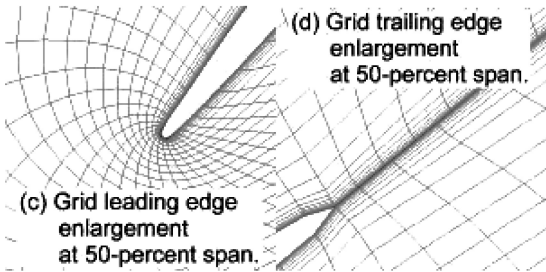 (d) Grid trailing edge
enlargement
at 50-percent span.
(c) Grid leading edge
enlargement
at 50-percent span.